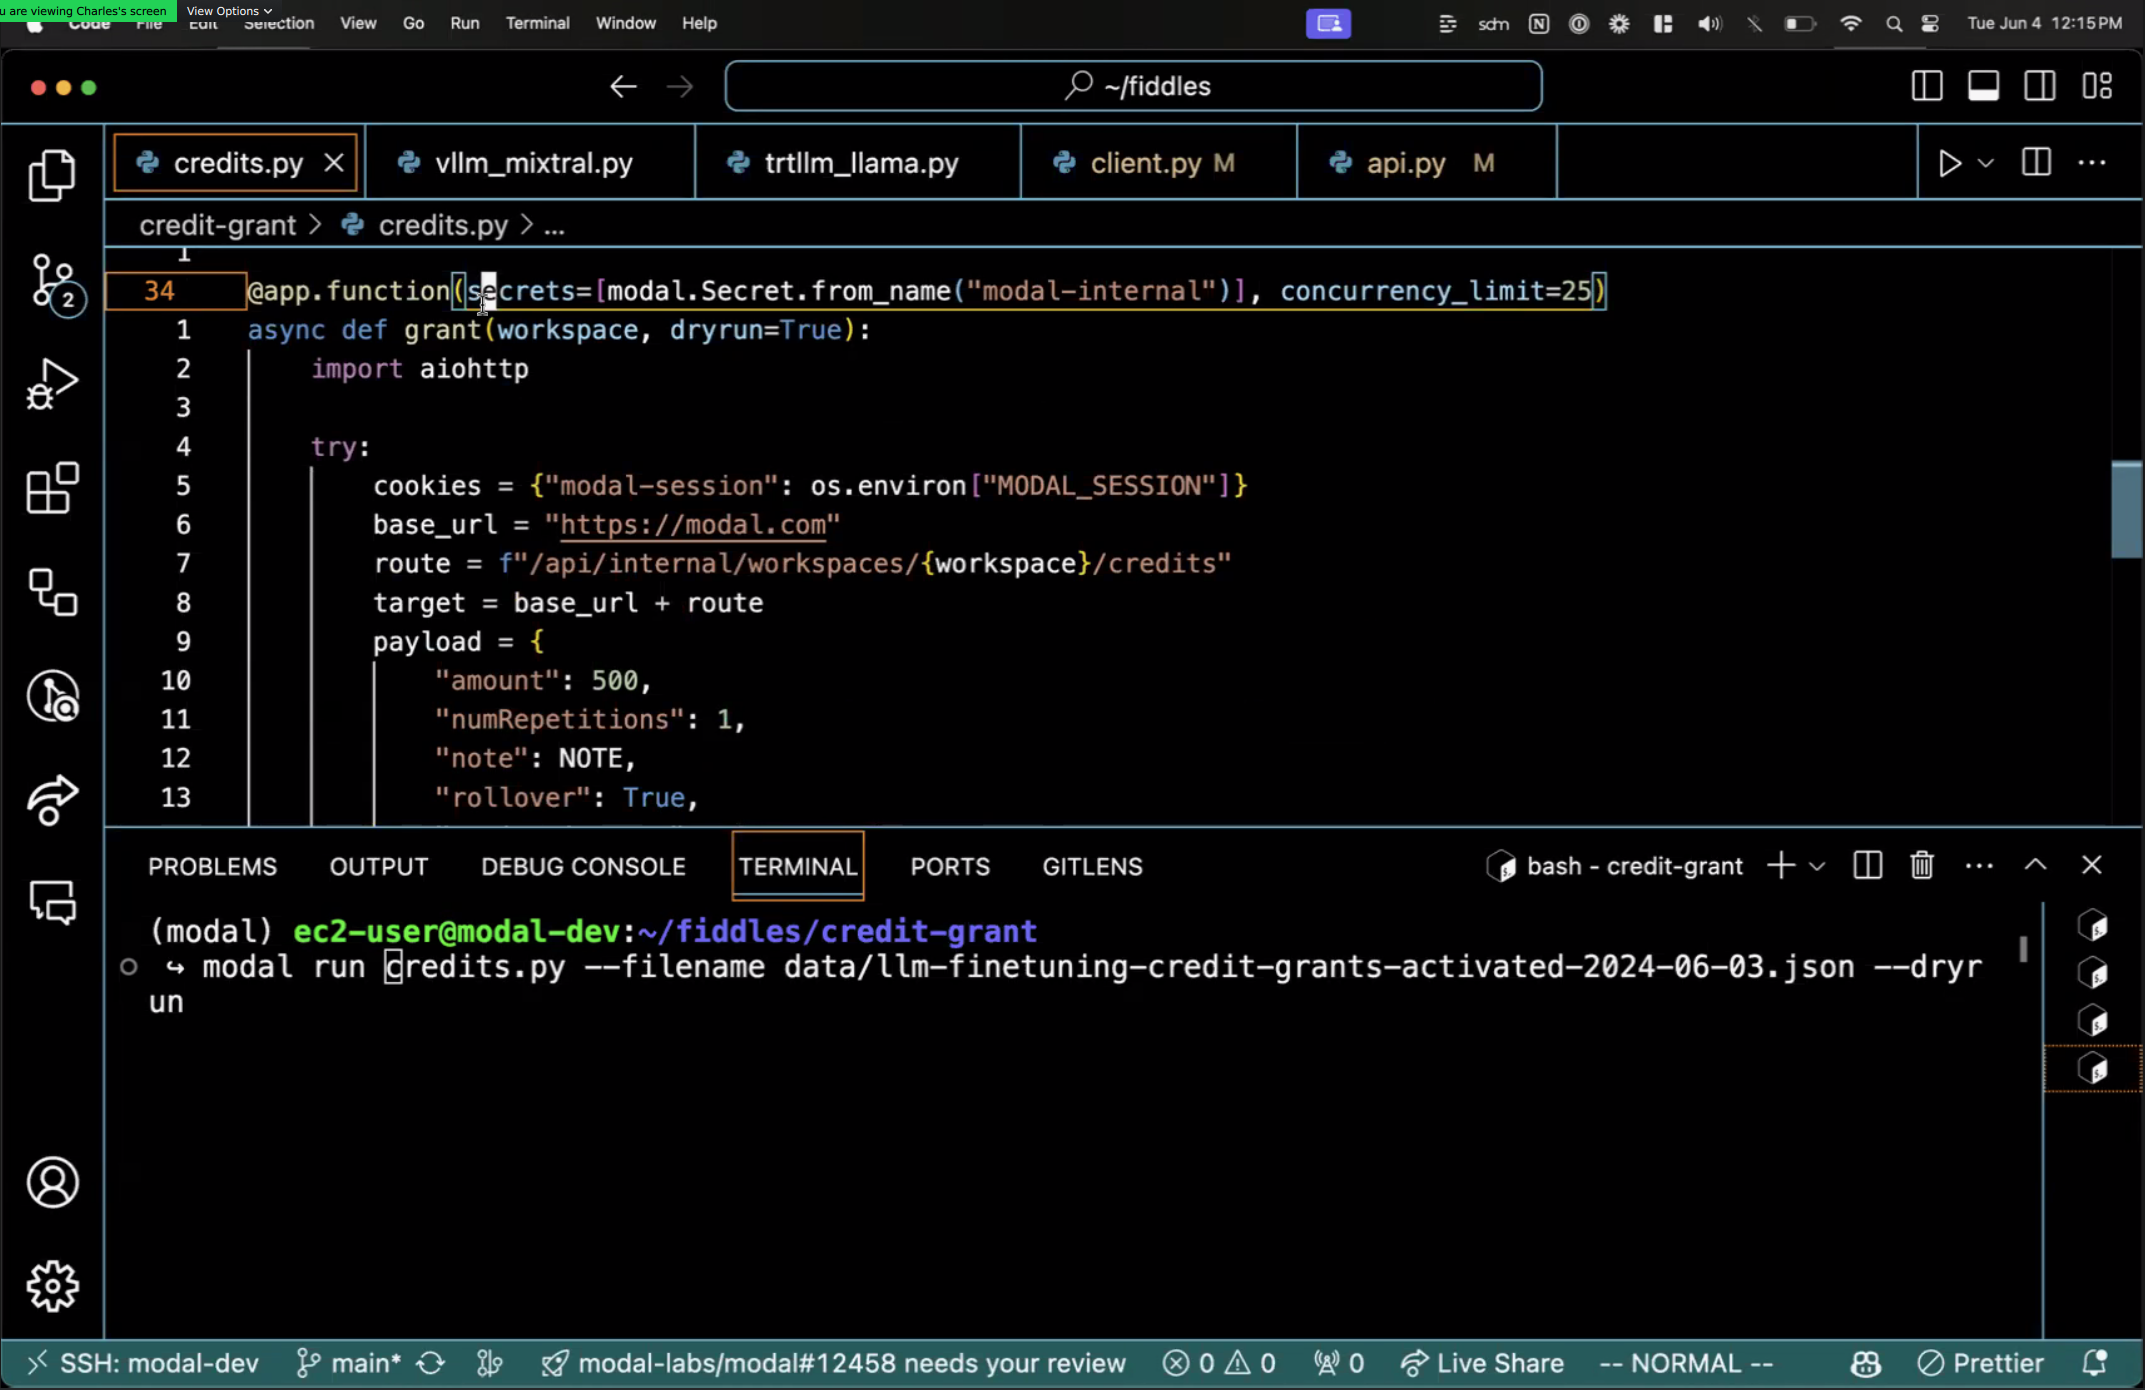 u are viewing Charles's screen View Options
Code File Edit Selection View Go Run Terminal Window Help sdm Tue Jun 4 12:15 PM
~/fiddles
credits.py vllm_mixtral.py trtllm_llama.py client.py M api.py M
credit-grant > credits.py > ...
1
34 @app.function(secrets=[modal.Secret.from_name("modal-internal")], concurrency_limit=25)
1 async def grant(workspace, dryrun=True):
2 import aiohttp
3
4 try:
5 cookies = {"modal-session": os.environ["MODAL_SESSION"]}
6 base_url = "https://modal.com"
7 route = f"/api/internal/workspaces/{workspace}/credits"
8 target = base_url + route
9 payload = {
10 "amount": 500,
11 "numRepetitions": 1,
12 "note": NOTE,
13 "rollover": True,
PROBLEMS OUTPUT DEBUG CONSOLE TERMINAL PORTS GITLENS bash - credit-grant
(modal) ec2-user@modal-dev:~/fiddles/credit-grant
↪ modal run credits.py --filename data/llm-finetuning-credit-grants-activated-2024-06-03.json --dryr
un
2
SSH: modal-dev main* modal-labs/modal#12458 needs your review 0 0 0 Live Share -- NORMAL -- Prettier